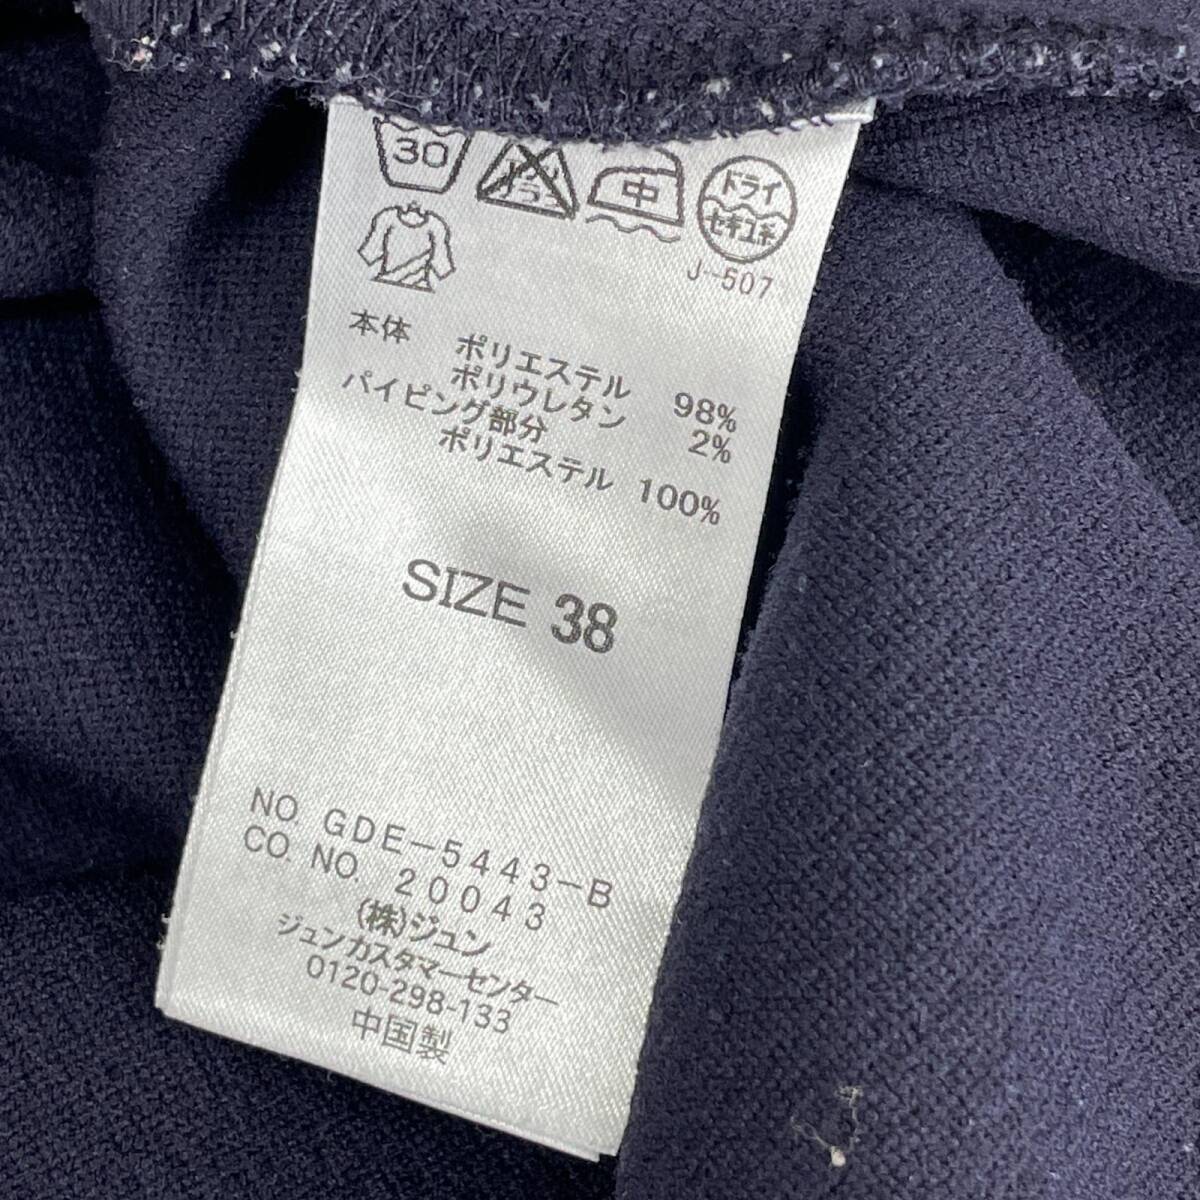 30 中 ドライ
セキユ系
J-507
本体 ポリエステル 98%
ポリウレタン 2%
パイピング部分
ポリエステル 100%
SIZE 38
NO. GDE-5443-B
CO. NO. 20043
(株)ジュン
ジュンカスタマーセンター
0120-298-133
中国製